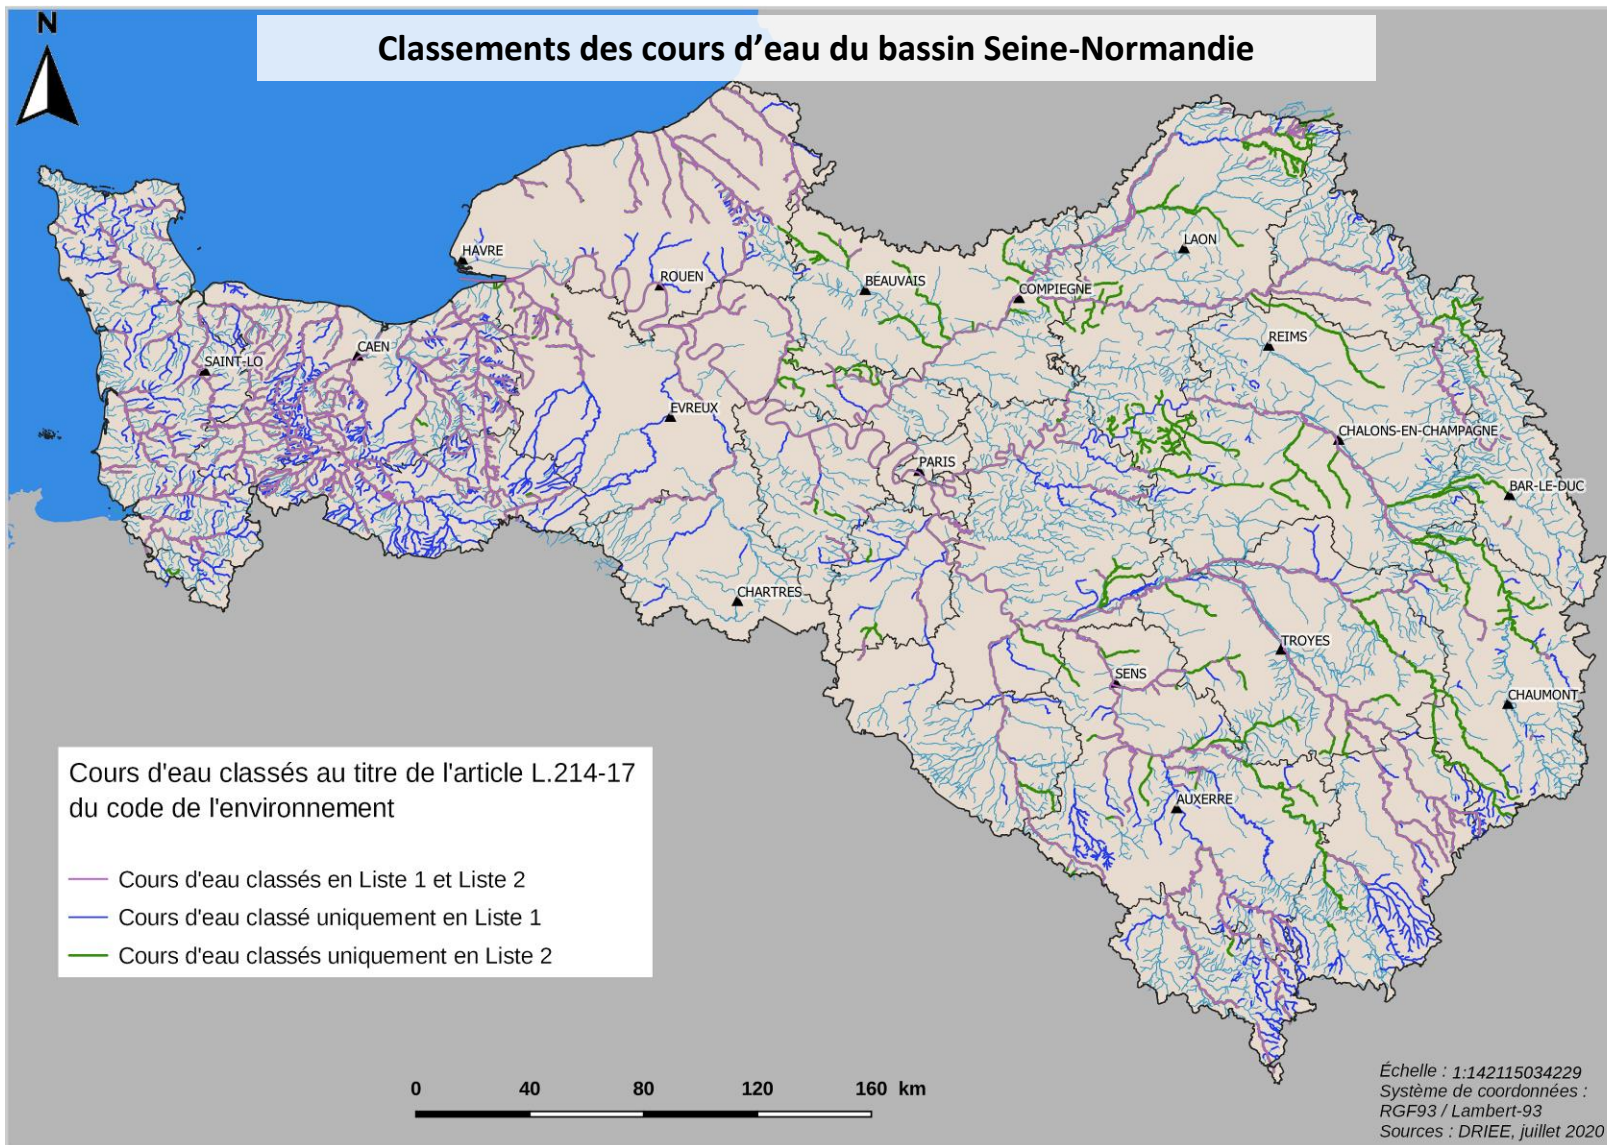 N
Classements des cours d’eau du bassin Seine-Normandie
HAVRE
ROUEN
BEAUVAIS
COMPIEGNE
LAON
REIMS
SAINT-LO
CAEN
EVREUX
PARIS
CHALONS-EN-CHAMPAGNE
BAR-LE-DUC
CHARTRES
TROYES
SENS
CHAUMONT
AUXERRE
Cours d'eau classés au titre de l'article L.214-17
du code de l'environnement
Cours d'eau classés en Liste 1 et Liste 2
Cours d'eau classé uniquement en Liste 1
Cours d'eau classés uniquement en Liste 2
0 40 80 120 160 km
Échelle : 1:142115034229
Système de coordonnées :
RGF93 / Lambert-93
Sources : DRIEE, juillet 2020